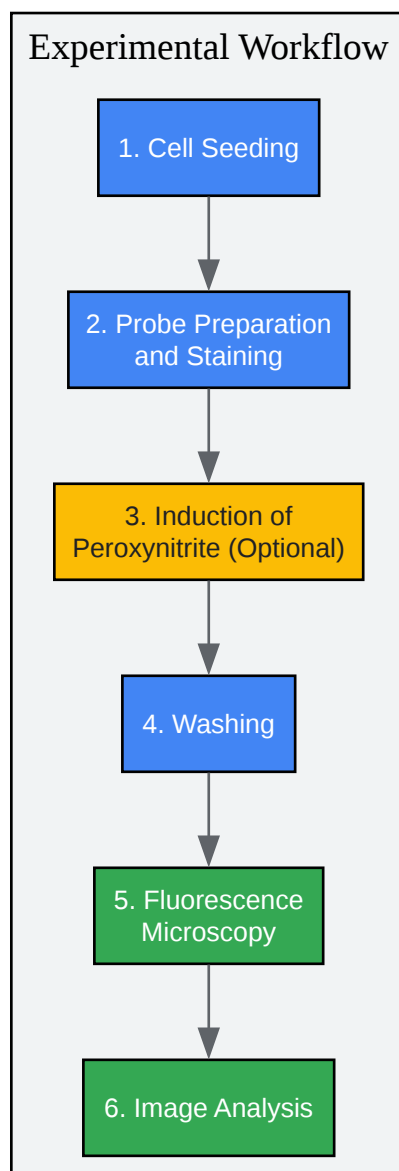 Experimental Workflow
1. Cell Seeding
2. Probe Preparation
and Staining
3. Induction of
Peroxynitrite (Optional)
4. Washing
5. Fluorescence
Microscopy
6. Image Analysis